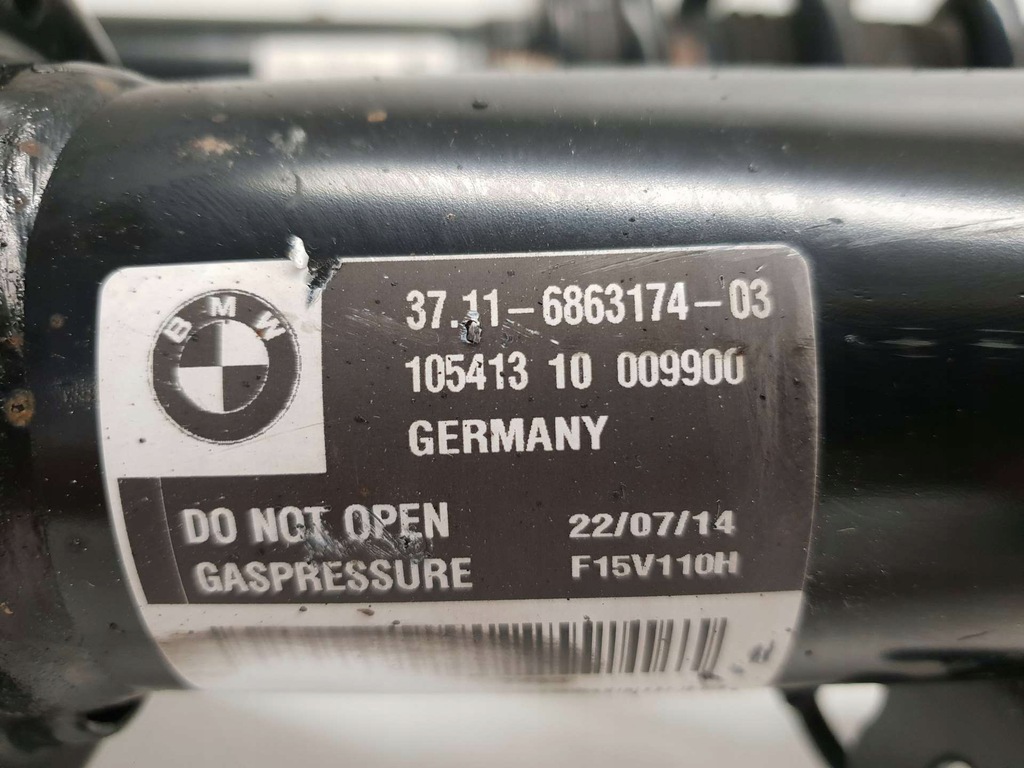 BMW
37.11-6863174-03
105413 10 009900
GERMANY
DO NOT OPEN
22/07/14
GASPRESSURE
F15V110H